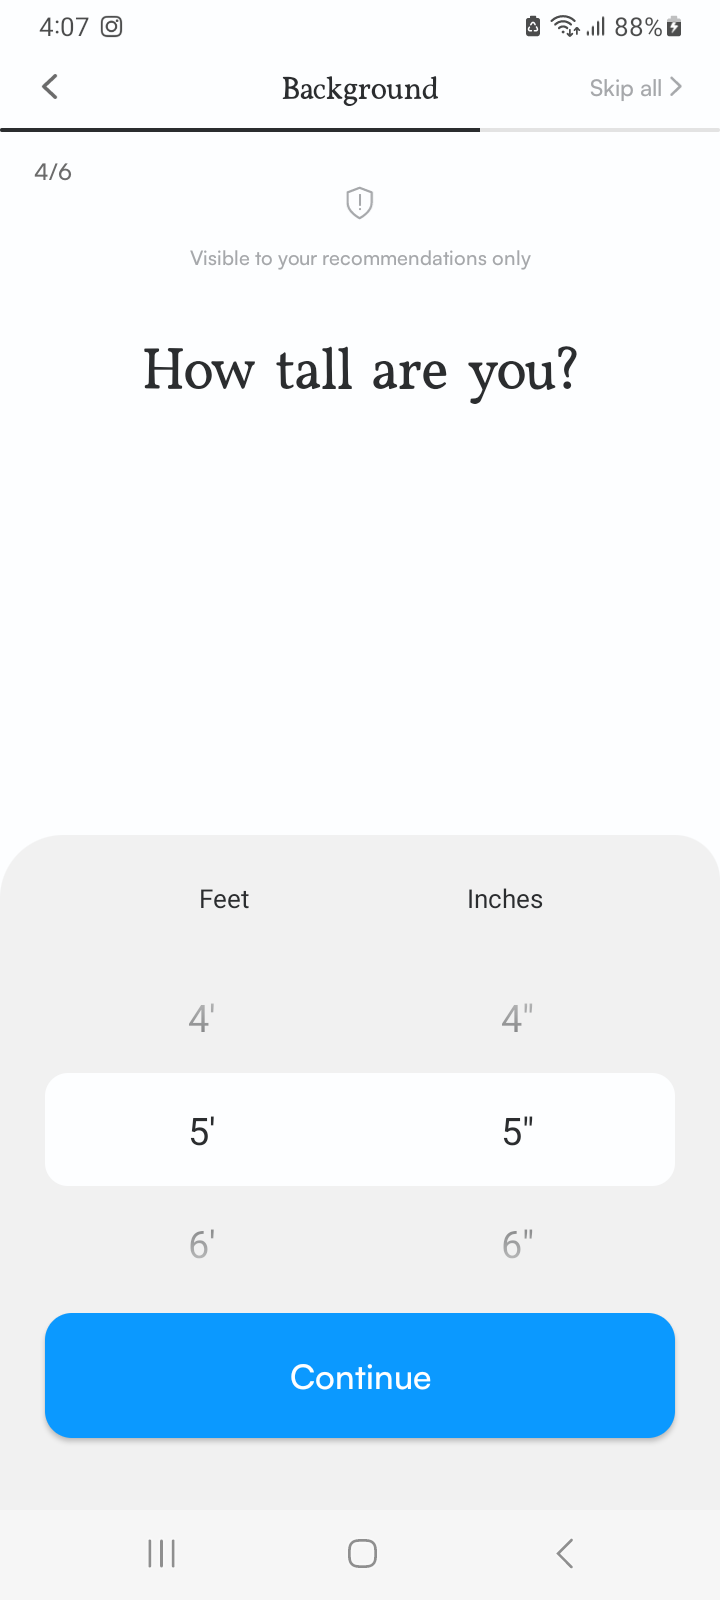 4:07 88%
Background Skip all
4/6
Visible to your recommendations only
How tall are you?
Feet Inches
4' 4"
5' 5"
6' 6"
Continue